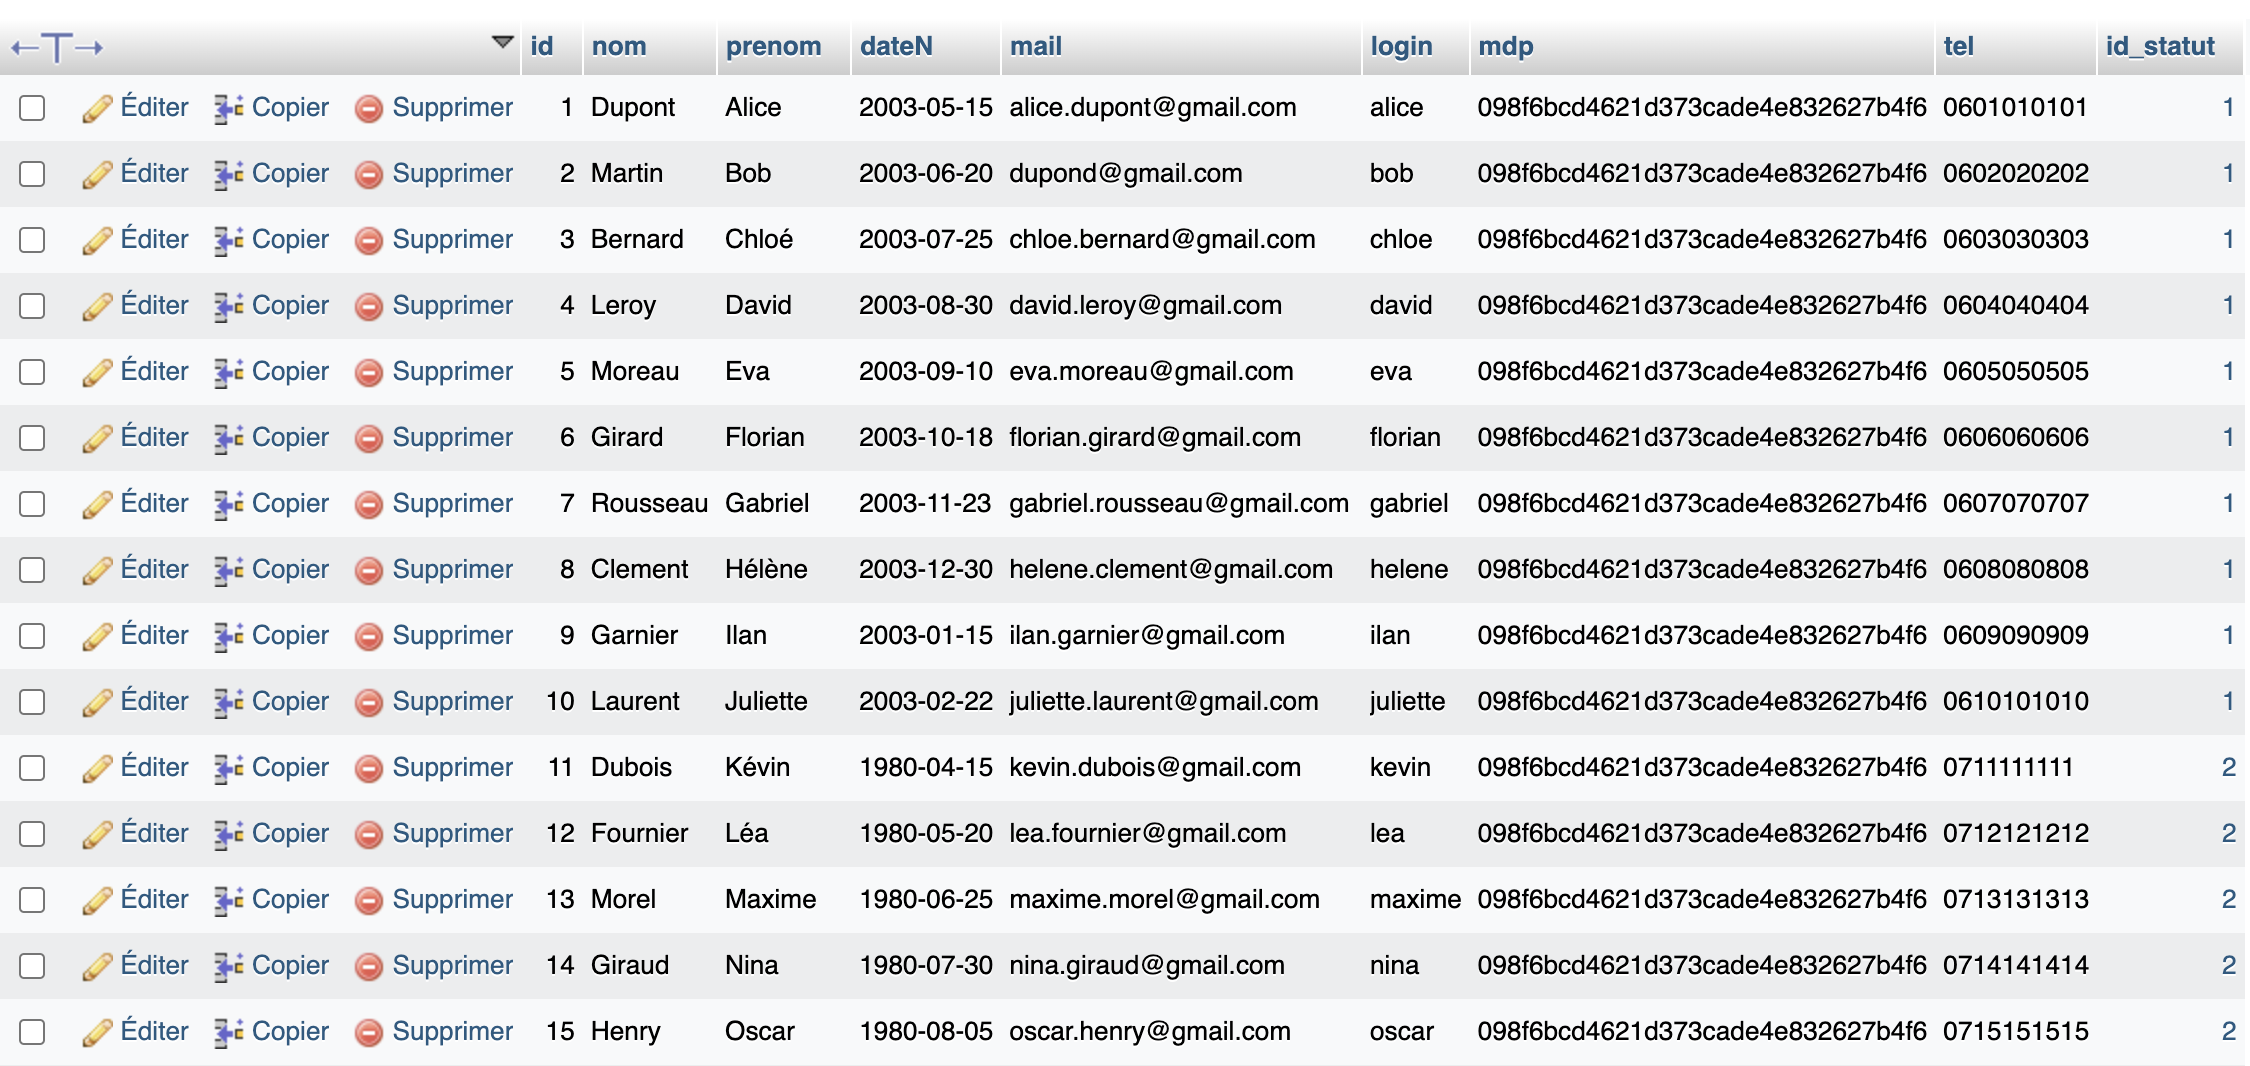 id nom prenom dateN mail login mdp tel id_statut
Éditer Copier Supprimer 1 Dupont Alice 2003-05-15 alice.dupont@gmail.com alice 098f6bcd4621d373cade4e832627b4f6 0601010101 1
Éditer Copier Supprimer 2 Martin Bob 2003-06-20 dupond@gmail.com bob 098f6bcd4621d373cade4e832627b4f6 0602020202 1
Éditer Copier Supprimer 3 Bernard Chloé 2003-07-25 chloe.bernard@gmail.com chloe 098f6bcd4621d373cade4e832627b4f6 0603030303 1
Éditer Copier Supprimer 4 Leroy David 2003-08-30 david.leroy@gmail.com david 098f6bcd4621d373cade4e832627b4f6 0604040404 1
Éditer Copier Supprimer 5 Moreau Eva 2003-09-10 eva.moreau@gmail.com eva 098f6bcd4621d373cade4e832627b4f6 0605050505 1
Éditer Copier Supprimer 6 Girard Florian 2003-10-18 florian.girard@gmail.com florian 098f6bcd4621d373cade4e832627b4f6 0606060606 1
Éditer Copier Supprimer 7 Rousseau Gabriel 2003-11-23 gabriel.rousseau@gmail.com gabriel 098f6bcd4621d373cade4e832627b4f6 0607070707 1
Éditer Copier Supprimer 8 Clement Hélène 2003-12-30 helene.clement@gmail.com helene 098f6bcd4621d373cade4e832627b4f6 0608080808 1
Éditer Copier Supprimer 9 Garnier Ilan 2003-01-15 ilan.garnier@gmail.com ilan 098f6bcd4621d373cade4e832627b4f6 0609090909 1
Éditer Copier Supprimer 10 Laurent Juliette 2003-02-22 juliette.laurent@gmail.com juliette 098f6bcd4621d373cade4e832627b4f6 0610101010 1
Éditer Copier Supprimer 11 Dubois Kévin 1980-04-15 kevin.dubois@gmail.com kevin 098f6bcd4621d373cade4e832627b4f6 0711111111 2
Éditer Copier Supprimer 12 Fournier Léa 1980-05-20 lea.fournier@gmail.com lea 098f6bcd4621d373cade4e832627b4f6 0712121212 2
Éditer Copier Supprimer 13 Morel Maxime 1980-06-25 maxime.morel@gmail.com maxime 098f6bcd4621d373cade4e832627b4f6 0713131313 2
Éditer Copier Supprimer 14 Giraud Nina 1980-07-30 nina.giraud@gmail.com nina 098f6bcd4621d373cade4e832627b4f6 0714141414 2
Éditer Copier Supprimer 15 Henry Oscar 1980-08-05 oscar.henry@gmail.com oscar 098f6bcd4621d373cade4e832627b4f6 0715151515 2